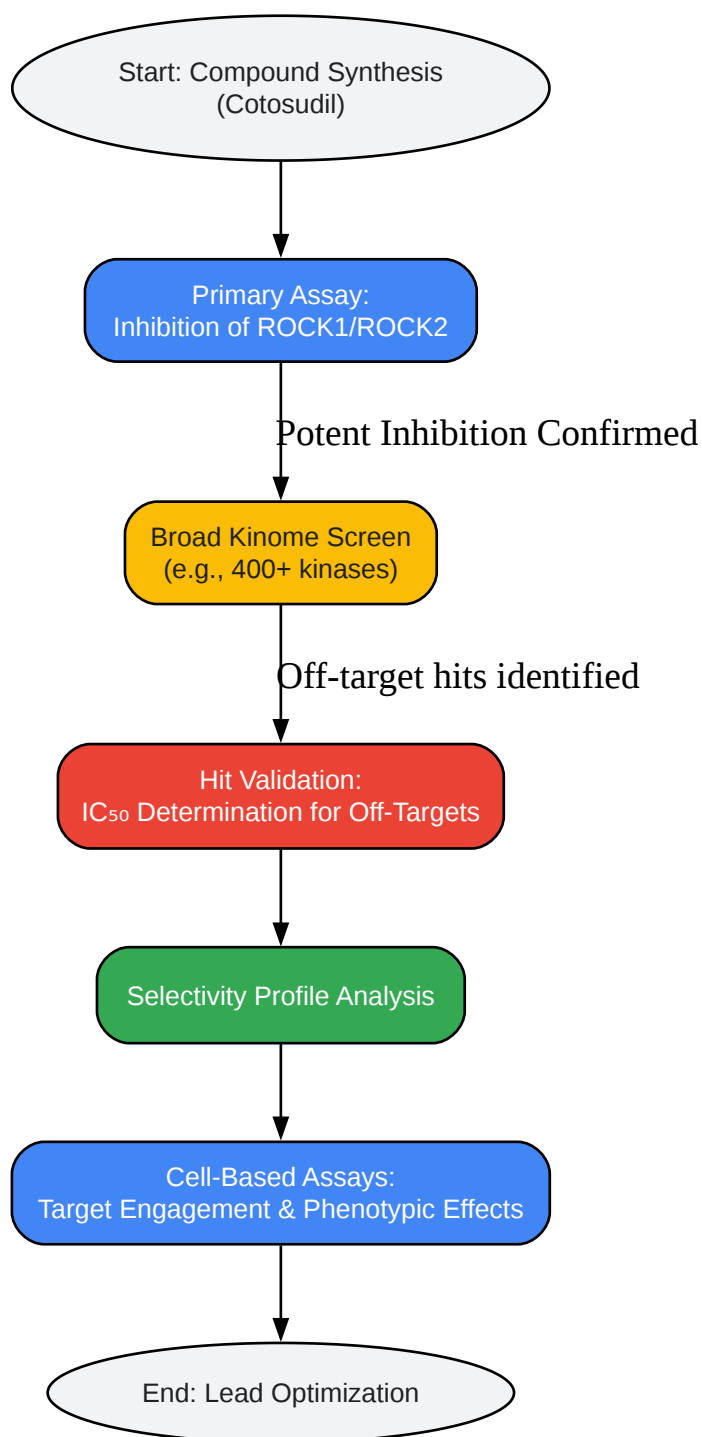 Start: Compound Synthesis
(Cotosudil)
Primary Assay:
Inhibition of ROCK1/ROCK2
Potent Inhibition Confirmed
Broad Kinome Screen
(e.g., 400+ kinases)
Off-target hits identified
Hit Validation:
IC₅₀ Determination for Off-Targets
Selectivity Profile Analysis
Cell-Based Assays:
Target Engagement & Phenotypic Effects
End: Lead Optimization